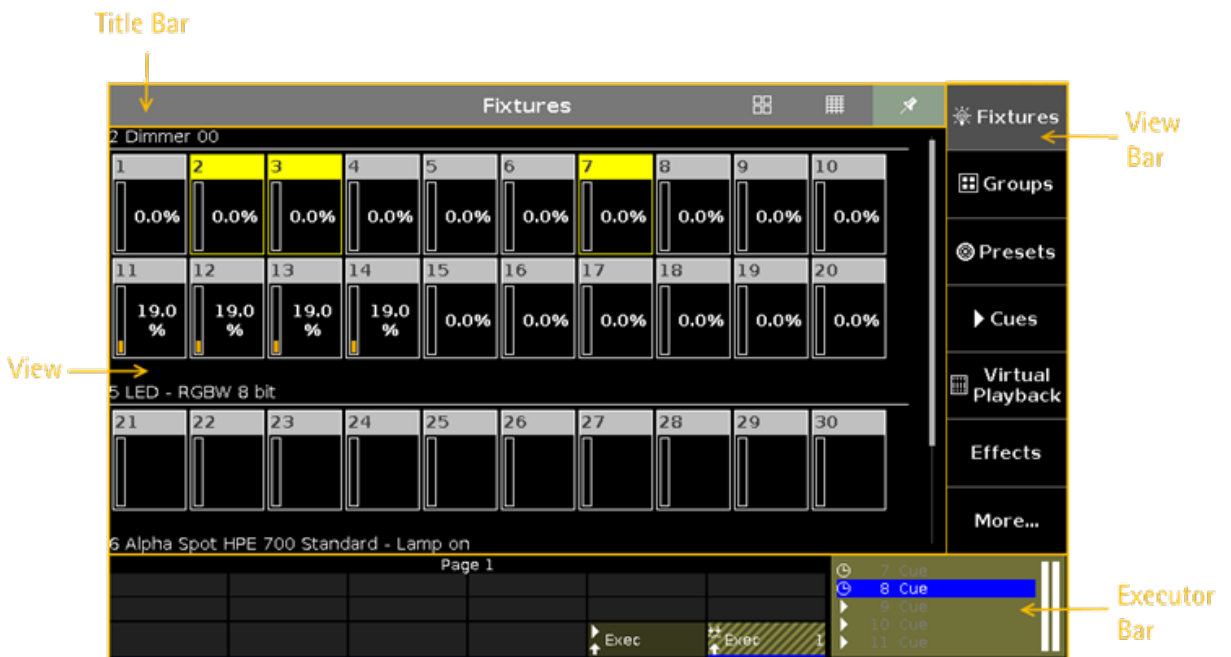 Title Bar
Fixtures
Fixtures
View
Bar
2 Dimmer 00
1 2 3 4 5 6 7 8 9 10
0.0% 0.0% 0.0% 0.0% 0.0% 0.0% 0.0% 0.0% 0.0% 0.0%
Groups
Presets
11 12 13 14 15 16 17 18 19 20
19.0 % 19.0 % 19.0 % 19.0 % 0.0% 0.0% 0.0% 0.0% 0.0% 0.0%
Cues
View
Virtual
Playback
5 LED - RGBW 8 bit
21 22 23 24 25 26 27 28 29 30
Effects
More...
6 Alpha Spot HPE 700 Standard - Lamp on
Page 1
7 Cue
8 Cue
9 Cue
10 Cue
11 Cue
Exec
Exec 1
Executor
Bar